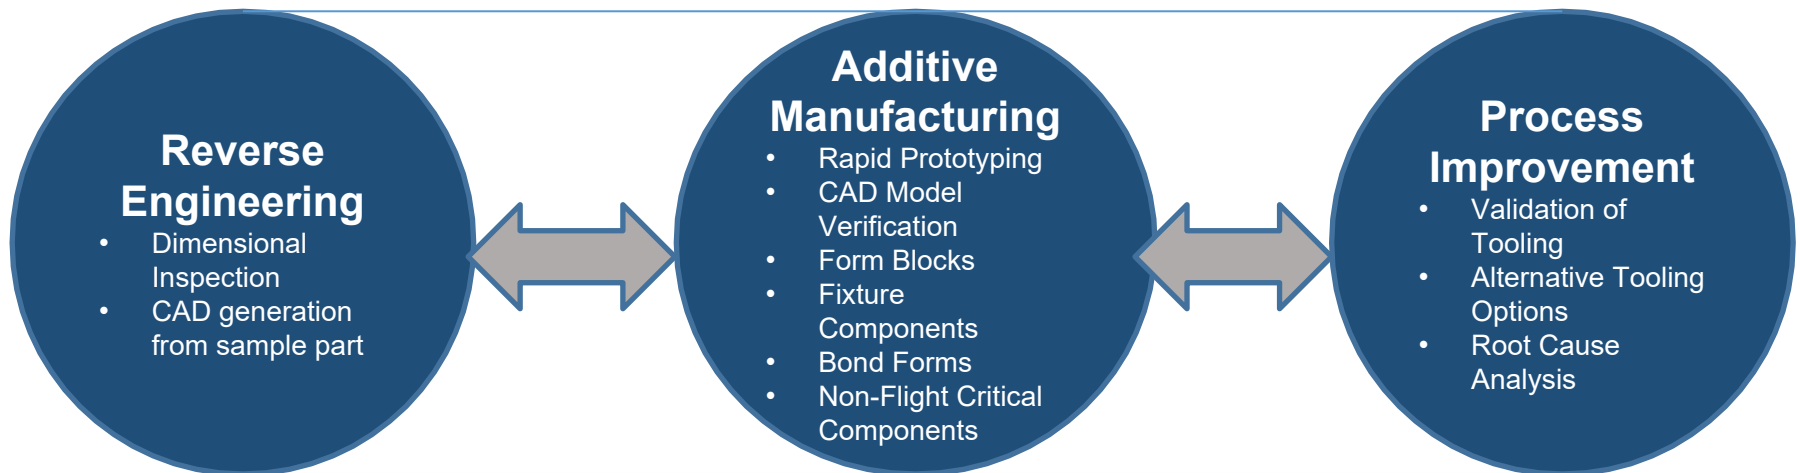 Reverse
Engineering
• Dimensional
Inspection
• CAD generation
from sample part
Additive
Manufacturing
• Rapid Prototyping
• CAD Model
Verification
• Form Blocks
• Fixture
Components
• Bond Forms
• Non-Flight Critical
Components
Process
Improvement
• Validation of
Tooling
• Alternative Tooling
Options
• Root Cause
Analysis